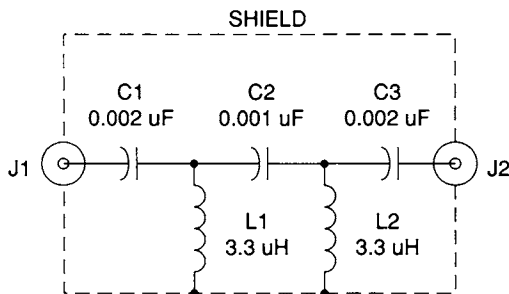 SHIELD
C1
0.002 uF
C2
0.001 uF
C3
0.002 uF
J1
J2
L1
3.3 uH
L2
3.3 uH